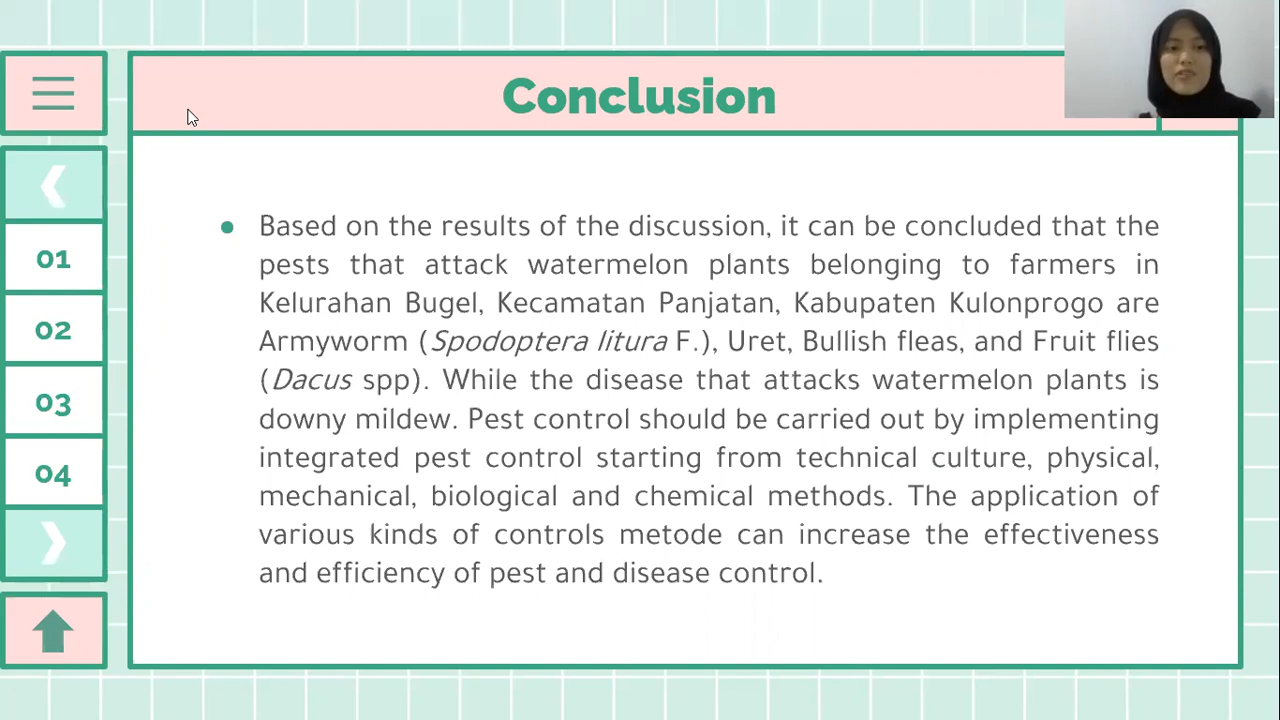 Conclusion
01
02
03
04
Based on the results of the discussion, it can be concluded that the
pests that attack watermelon plants belonging to farmers in
Kelurahan Bugel, Kecamatan Panjatan, Kabupaten Kulonprogo are
Armyworm (Spodoptera litura F.), Uret, Bullish fleas, and Fruit flies
(Dacus spp). While the disease that attacks watermelon plants is
downy mildew. Pest control should be carried out by implementing
integrated pest control starting from technical culture, physical,
mechanical, biological and chemical methods. The application of
various kinds of controls metode can increase the effectiveness
and efficiency of pest and disease control.